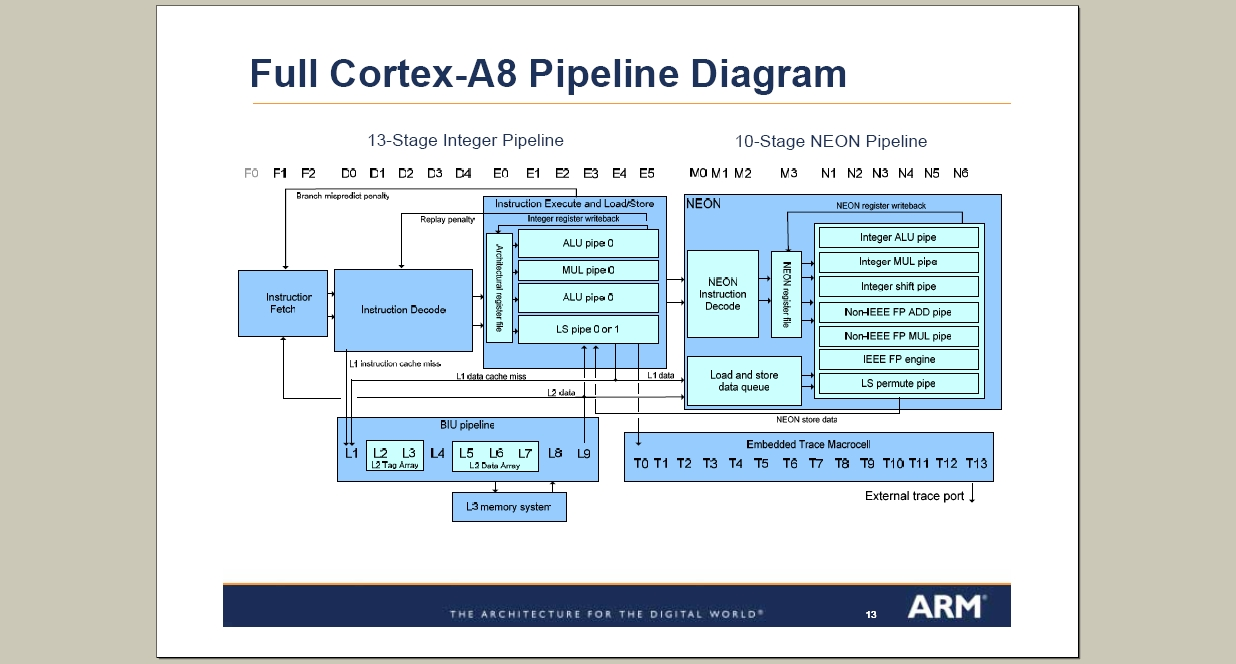 Full Cortex-A8 Pipeline Diagram
13-Stage Integer Pipeline
10-Stage NEON Pipeline
F0 F1 F2 D0 D1 D2 D3 D4 E0 E1 E2 E3 E4 E5 M0 M1 M2 M3 N1 N2 N3 N4 N5 N6
Branch mispredict penalty
Replay penalty
Instruction Fetch
Instruction Decode
Instruction Execute and Load/Store
Integer register writeback
Architectural register file
ALU pipe 0
MUL pipe 0
ALU pipe 0
LS pipe 0 or 1
NEON
NEON register writeback
NEON
Instruction
Decode
NEON register file
Integer ALU pipe
Integer MUL pipe
Integer shift pipe
Non-IEEE FP ADD pipe
Non-IEEE FP MUL pipe
IEEE FP engine
LS permute pipe
Load and store
data queue
L1 instruction cache miss
L1 data cache miss
L1 data
L2 data
NEON store data
BIU pipeline
L1 L2 L3 L4 L5 L6 L7 L8 L9
L2 Tag Array
L2 Data Array
L3 memory system
Embedded Trace Macrocell
T0 T1 T2 T3 T4 T5 T6 T7 T8 T9 T10 T11 T12 T13
External trace port
THE ARCHITECTURE FOR THE DIGITAL WORLD®
13
ARM®